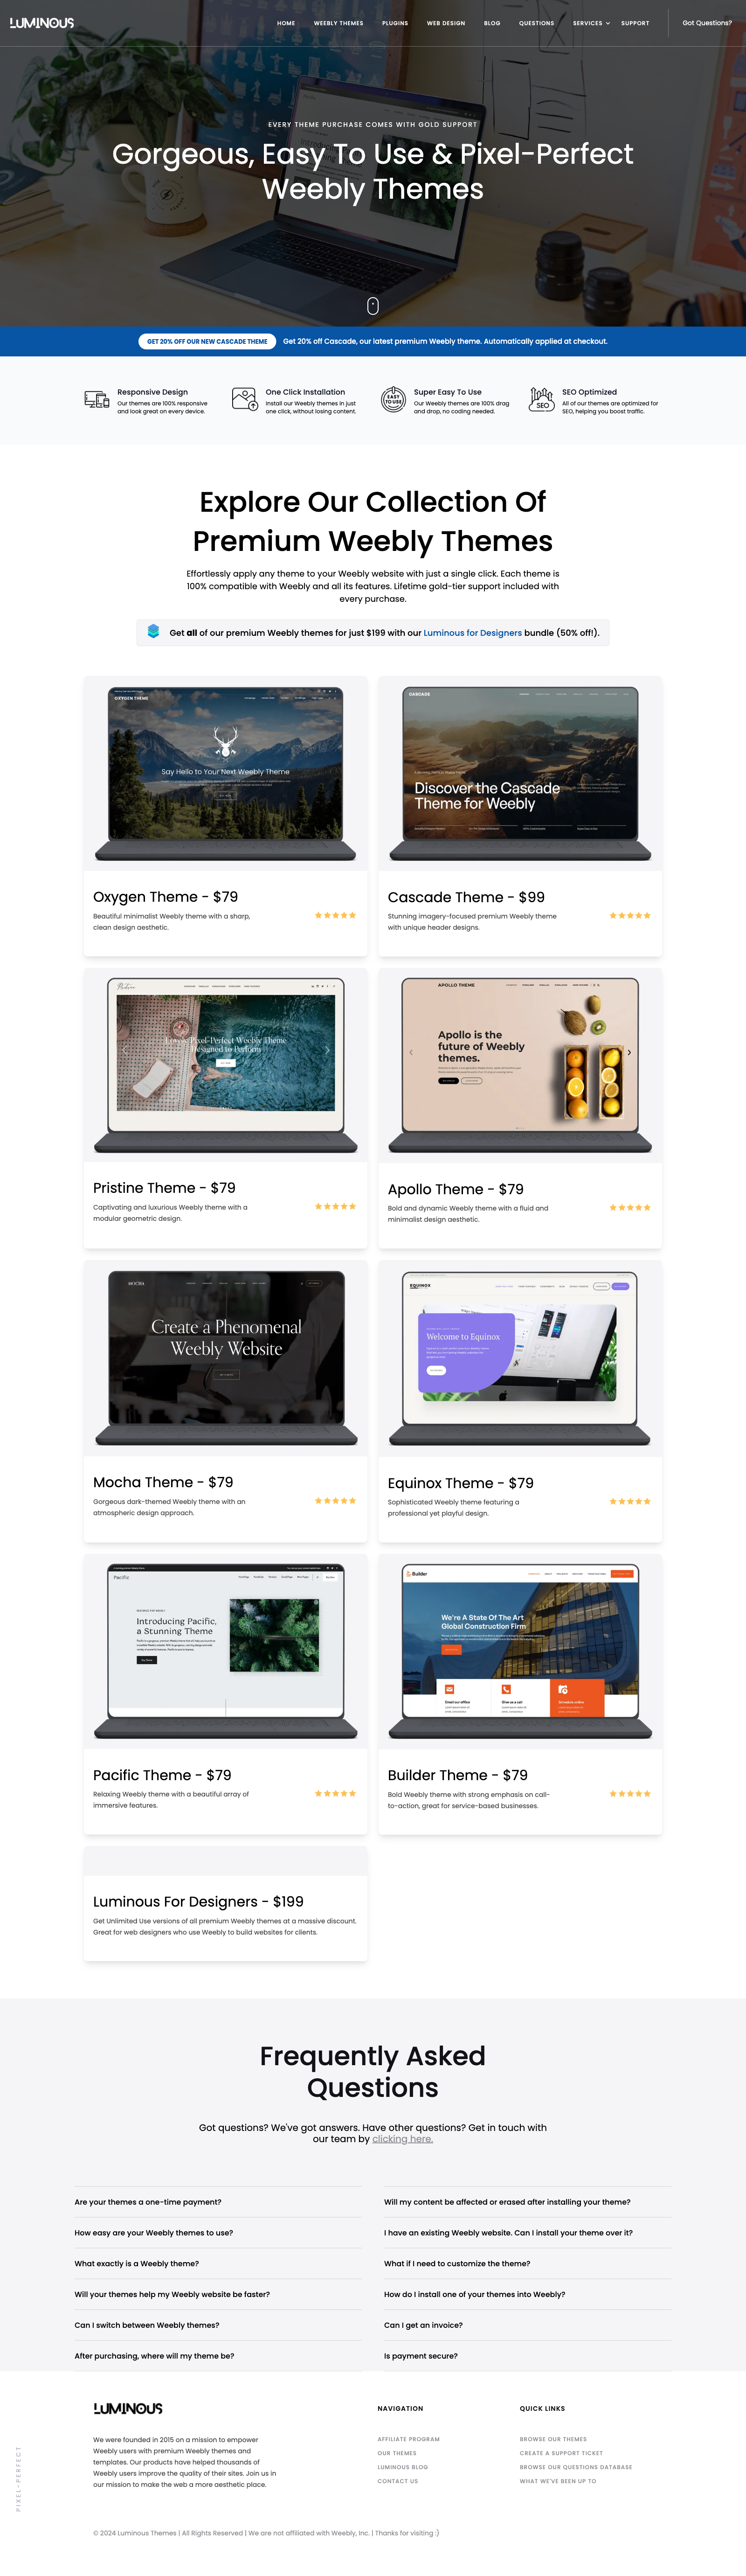 LUMINOUS
HOME
WEEBLY THEMES
PLUGINS
WEB DESIGN
BLOG
QUESTIONS
SERVICES
SUPPORT
Got Questions?
EVERY THEME PURCHASE COMES WITH GOLD SUPPORT
Gorgeous, Easy To Use & Pixel-Perfect
Weebly Themes
GET 20% OFF OUR NEW CASCADE THEME
Get 20% off Cascade, our latest premium Weebly theme. Automatically applied at checkout.
Responsive Design
Our themes are 100% responsive
and look great on every device.
One Click Installation
Install our Weebly themes in just
one click, without losing content.
EASY
TO USE
Super Easy To Use
Our Weebly themes are 100% drag
and drop, no coding needed.
SEO
SEO Optimized
All of our themes are optimized for
SEO, helping you boost traffic.
Explore Our Collection Of
Premium Weebly Themes
Effortlessly apply any theme to your Weebly website with just a single click. Each theme is
100% compatible with Weebly and all its features. Lifetime gold-tier support included with
every purchase.
Get all of our premium Weebly themes for just $199 with our Luminous for Designers bundle (50% off!).
OXYGEN THEME
Say Hello to Your Next Weebly Theme
CASCADE
Discover the Cascade
Theme for Weebly
Oxygen Theme - $79
Beautiful minimalist Weebly theme with a sharp,
clean design aesthetic.
Cascade Theme - $99
Stunning imagery-focused premium Weebly theme
with unique header designs.
Pixel-Perfect Weebly Theme
Designed to Perform
APOLLO THEME
Apollo is the
future of Weebly
themes.
Pristine Theme - $79
Captivating and luxurious Weebly theme with a
modular geometric design.
Apollo Theme - $79
Bold and dynamic Weebly theme with a fluid and
minimalist design aesthetic.
MOCHA
Create a Phenomenal
Weebly Website
EQUINOX
Welcome to Equinox
Mocha Theme - $79
Gorgeous dark-themed Weebly theme with an
atmospheric design approach.
Equinox Theme - $79
Sophisticated Weebly theme featuring a
professional yet playful design.
Pacific
Introducing Pacific,
a Stunning Theme
Builder
We're A State Of The Art
Global Construction Firm
Email our office
Give us a call
Pacific Theme - $79
Relaxing Weebly theme with a beautiful array of
immersive features.
Builder Theme - $79
Bold Weebly theme with strong emphasis on call-
to-action, great for service-based businesses.
Luminous For Designers - $199
Get Unlimited Use versions of all premium Weebly themes at a massive discount.
Great for web designers who use Weebly to build websites for clients.
Frequently Asked
Questions
Got questions? We've got answers. Have other questions? Get in touch with
our team by clicking here.
Are your themes a one-time payment?
Will my content be affected or erased after installing your theme?
How easy are your Weebly themes to use?
I have an existing Weebly website. Can I install your theme over it?
What exactly is a Weebly theme?
What if I need to customize the theme?
Will your themes help my Weebly website be faster?
How do I install one of your themes into Weebly?
Can I switch between Weebly themes?
Can I get an invoice?
After purchasing, where will my theme be?
Is payment secure?
LUMINOUS
We were founded in 2015 on a mission to empower
Weebly users with premium Weebly themes and
templates. Our products have helped thousands of
Weebly users improve the quality of their sites. Join us in
our mission to make the web a more aesthetic place.
NAVIGATION
AFFILIATE PROGRAM
OUR THEMES
LUMINOUS BLOG
CONTACT US
QUICK LINKS
BROWSE OUR THEMES
CREATE A SUPPORT TICKET
BROWSE OUR QUESTIONS DATABASE
WHAT WE'VE BEEN UP TO
PIXEL-PERFECT
© 2024 Luminous Themes | All Rights Reserved | We are not affiliated with Weebly, Inc. | Thanks for visiting :)